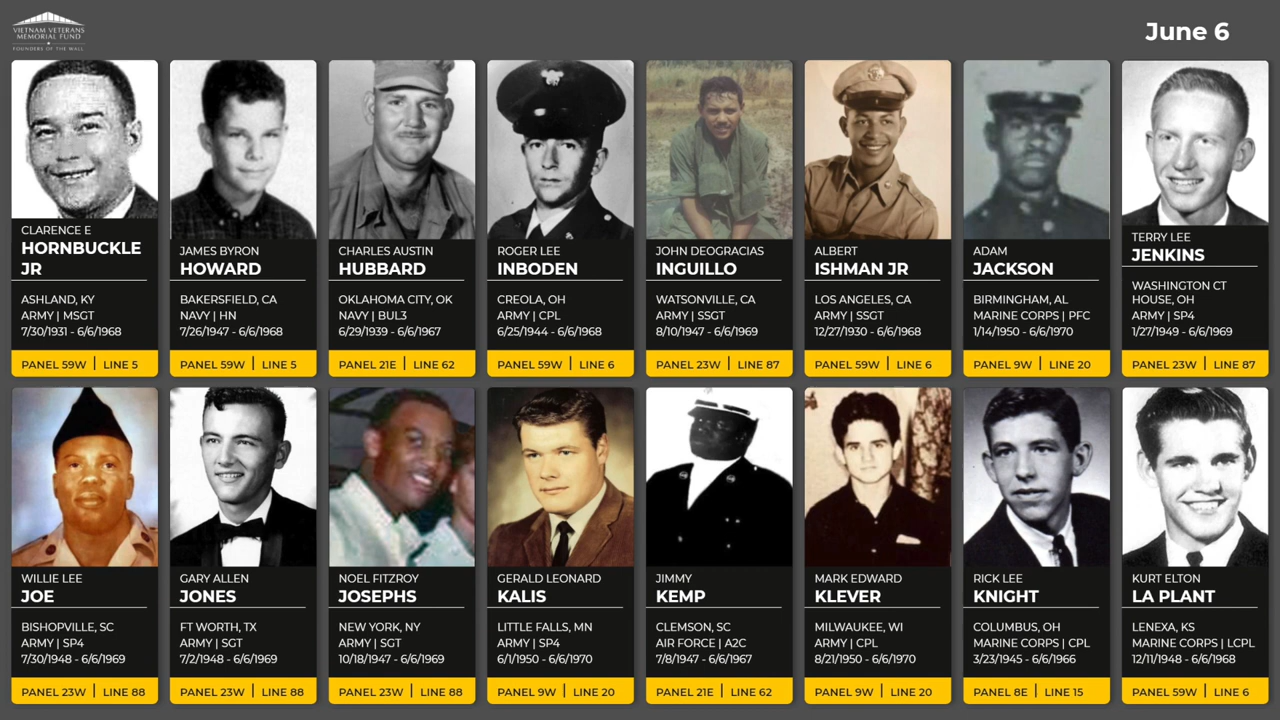 VIETNAM VETERANS
MEMORIAL FUND
FOUNDERS OF THE WALL
June 6
CLARENCE E
HORNBUCKLE
JR
ASHLAND, KY
ARMY | MSGT
7/30/1931 - 6/6/1968
PANEL 59W | LINE 5
JAMES BYRON
HOWARD
BAKERSFIELD, CA
NAVY | HN
7/26/1947 - 6/6/1968
PANEL 59W | LINE 5
CHARLES AUSTIN
HUBBARD
OKLAHOMA CITY, OK
NAVY | BUL3
6/29/1939 - 6/6/1967
PANEL 21E | LINE 62
ROGER LEE
INBODEN
CREOLA, OH
ARMY | CPL
6/25/1944 - 6/6/1968
PANEL 59W | LINE 6
JOHN DEOGRACIAS
INGUILLO
WATSONVILLE, CA
ARMY | SSGT
8/10/1947 - 6/6/1969
PANEL 23W | LINE 87
ALBERT
ISHMAN JR
LOS ANGELES, CA
ARMY | SSGT
12/27/1930 - 6/6/1968
PANEL 59W | LINE 6
ADAM
JACKSON
BIRMINGHAM, AL
MARINE CORPS | PFC
1/14/1950 - 6/6/1970
PANEL 9W | LINE 20
TERRY LEE
JENKINS
WASHINGTON CT
HOUSE, OH
ARMY | SP4
1/27/1949 - 6/6/1969
PANEL 23W | LINE 87
WILLIE LEE
JOE
BISHOPVILLE, SC
ARMY | SP4
7/30/1948 - 6/6/1969
PANEL 23W | LINE 88
GARY ALLEN
JONES
FT WORTH, TX
ARMY | SGT
7/2/1948 - 6/6/1969
PANEL 23W | LINE 88
NOEL FITZROY
JOSEPHS
NEW YORK, NY
ARMY | SGT
10/18/1947 - 6/6/1969
PANEL 23W | LINE 88
GERALD LEONARD
KALIS
LITTLE FALLS, MN
ARMY | SP4
6/1/1950 - 6/6/1970
PANEL 9W | LINE 20
JIMMY
KEMP
CLEMSON, SC
AIR FORCE | A2C
7/8/1947 - 6/6/1967
PANEL 21E | LINE 62
MARK EDWARD
KLEVER
MILWAUKEE, WI
ARMY | CPL
8/21/1950 - 6/6/1970
PANEL 9W | LINE 20
RICK LEE
KNIGHT
COLUMBUS, OH
MARINE CORPS | CPL
3/23/1945 - 6/6/1966
PANEL 8E | LINE 15
KURT ELTON
LA PLANT
LENEXA, KS
MARINE CORPS | LCPL
12/11/1948 - 6/6/1968
PANEL 59W | LINE 6